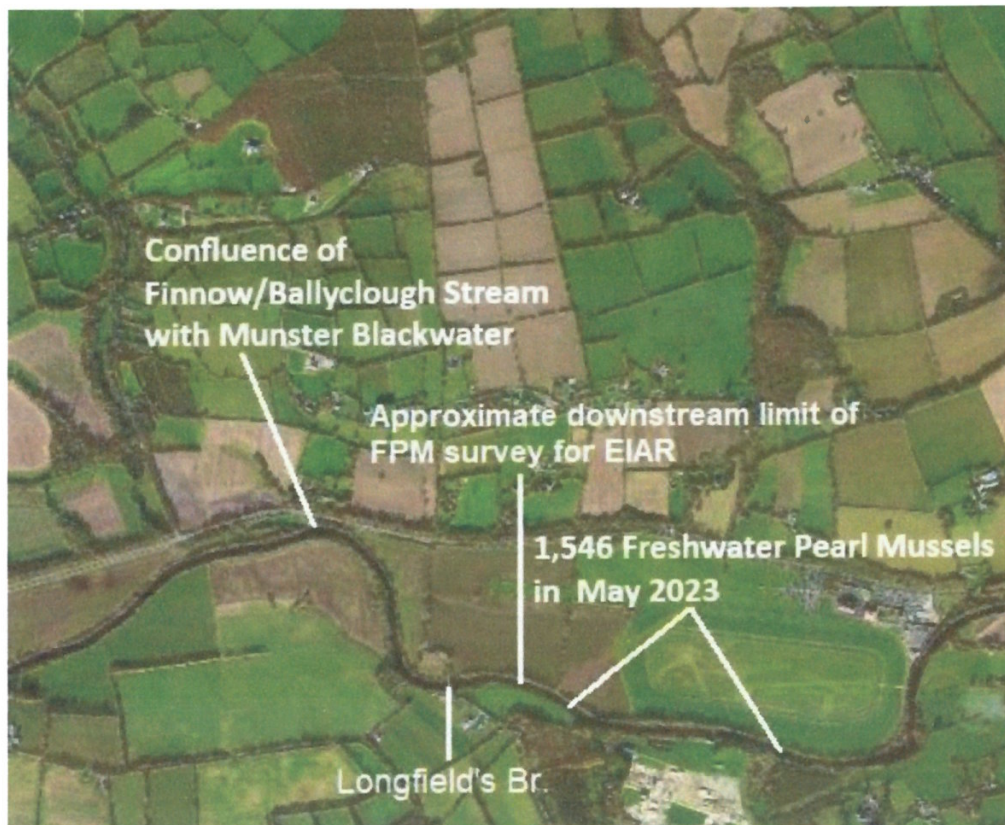 Confluence of
Finnow/Ballyclough Stream
with Munster Blackwater
Approximate downstream limit of
FPM survey for EIAR
1,546 Freshwater Pearl Mussels
in May 2023
Longfield's Br.